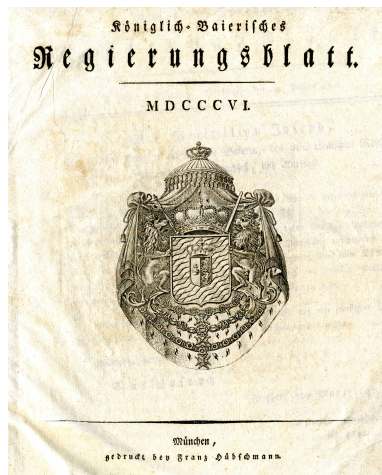 Königlich-Baierisches
Regierungsblatt.
MDCCCVI.
München,
gedruckt bey Franz Hübschmann.